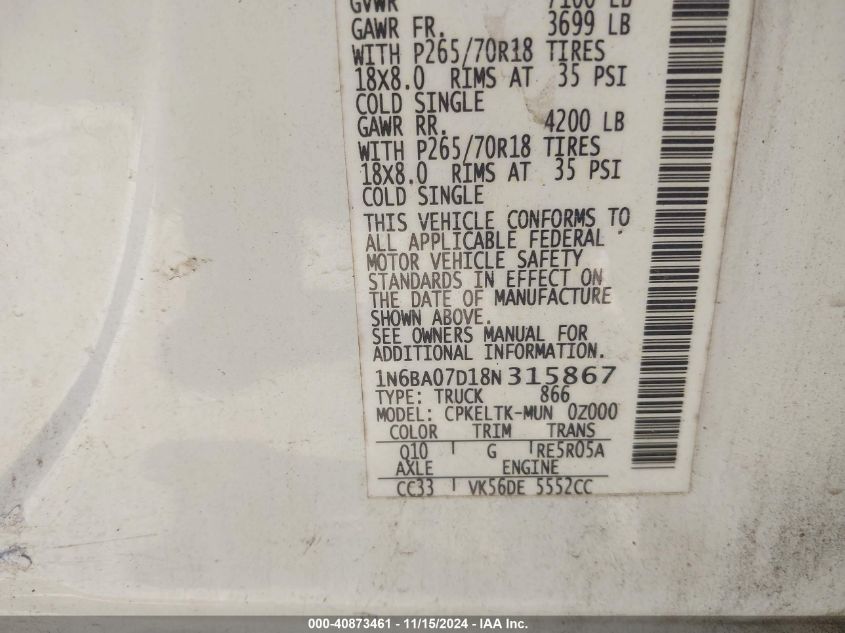 GVWR 7100 LB
GAWR FR. 3699 LB
WITH P265/70R18 TIRES
18X8.0 RIMS AT 35 PSI
COLD SINGLE
GAWR RR. 4200 LB
WITH P265/70R18 TIRES
18X8.0 RIMS AT 35 PSI
COLD SINGLE
THIS VEHICLE CONFORMS TO
ALL APPLICABLE FEDERAL
MOTOR VEHICLE SAFETY
STANDARDS IN EFFECT ON
THE DATE OF MANUFACTURE
SHOWN ABOVE.
SEE OWNERS MANUAL FOR
ADDITIONAL INFORMATION.
1N6BA07D18N315867
TYPE: TRUCK 866
MODEL: CPKELTK-MUN 0Z000
COLOR TRIM TRANS
Q10 G RE5R05A
AXLE ENGINE
CC33 VK56DE 5552CC
000-40873461 - 11/15/2024 - IAA Inc.